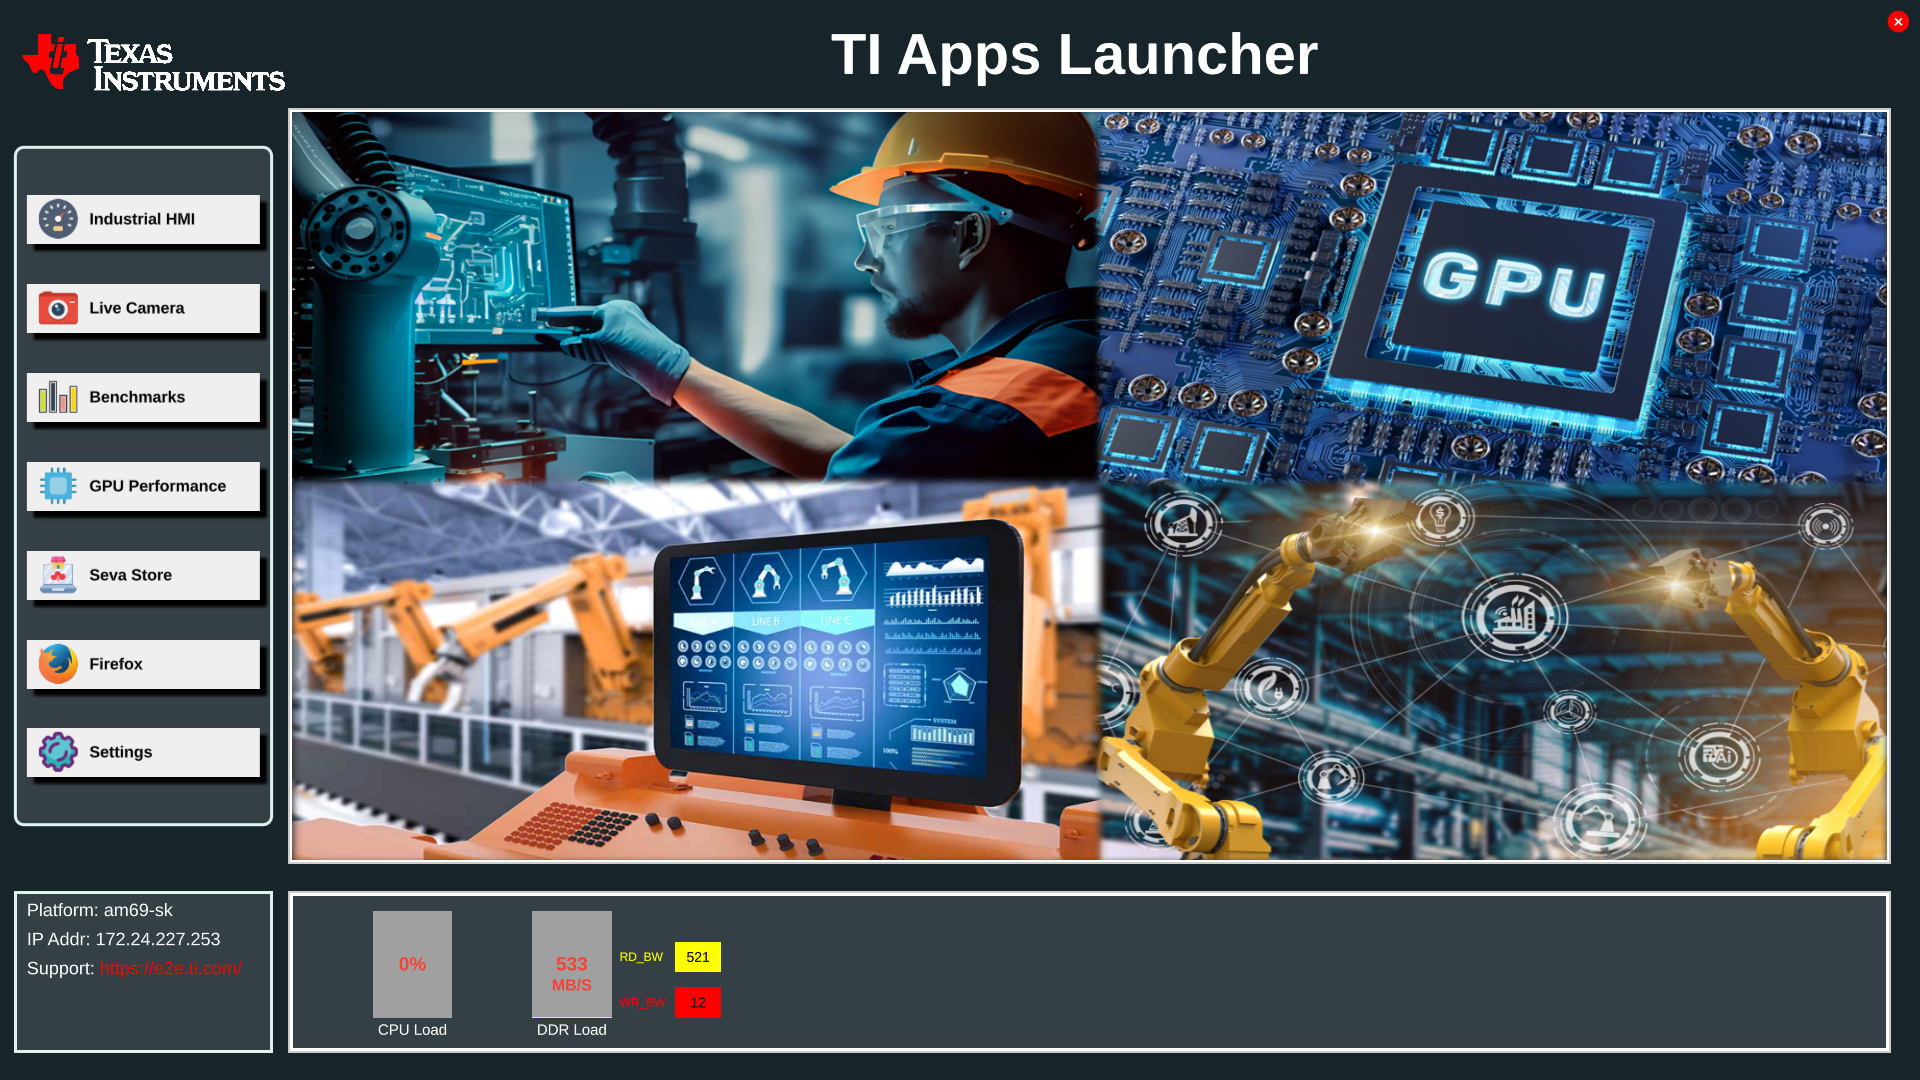 TEXAS
INSTRUMENTS
TI Apps Launcher
Industrial HMI
Live Camera
Benchmarks
GPU Performance
Seva Store
Firefox
Settings
GPU
LINE B
LINE C
SYSTEM
100%
Platform: am69-sk
IP Addr: 172.24.227.253
Support: https://e2e.ti.com/
0%
CPU Load
533
MB/S
DDR Load
RD_BW
521
WR_BW
12